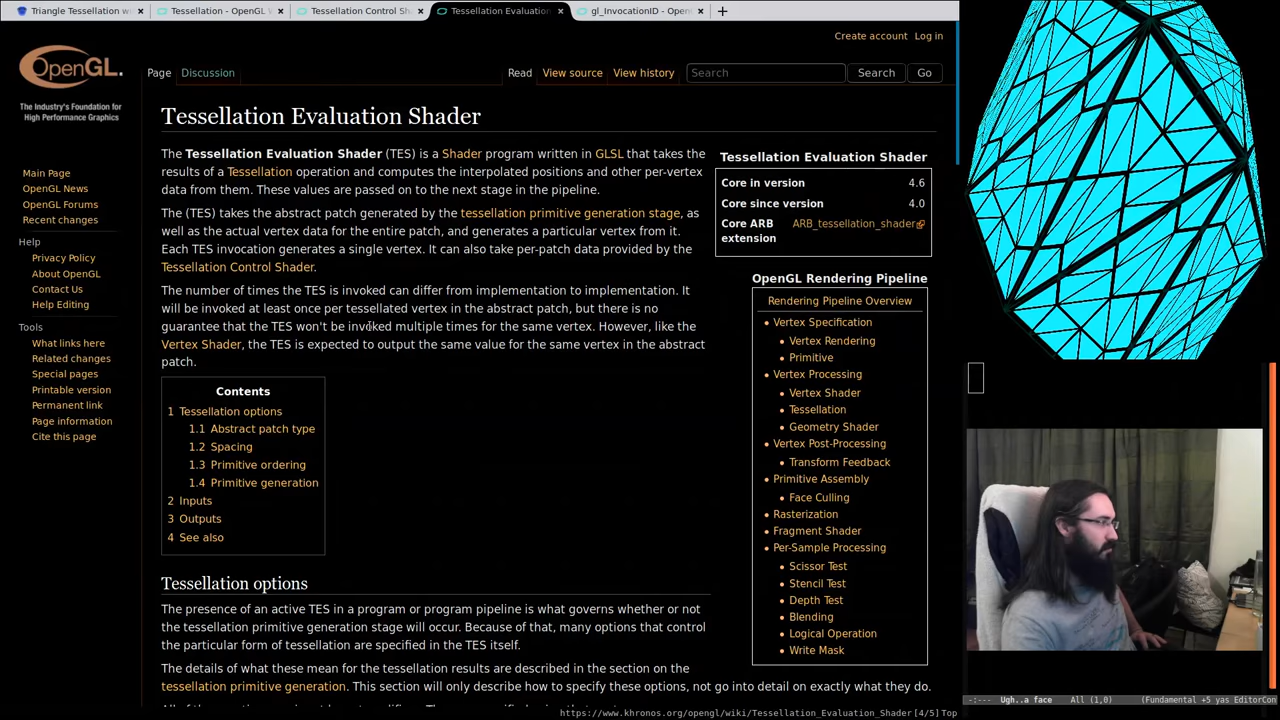 Triangle Tessellation wi
Tessellation - OpenGL W
Tessellation Control Sha
Tessellation Evaluation
gl_InvocationID - OpenG
Create account Log in
Page Discussion Read View source View history Search Search Go
OpenGL.
The Industry's Foundation for
High Performance Graphics
Main Page
OpenGL News
OpenGL Forums
Recent changes
Help
Privacy Policy
About OpenGL
Contact Us
Help Editing
Tools
What links here
Related changes
Special pages
Printable version
Permanent link
Page information
Cite this page
Tessellation Evaluation Shader
The Tessellation Evaluation Shader (TES) is a Shader program written in GLSL that takes the
results of a Tessellation operation and computes the interpolated positions and other per-vertex
data from them. These values are passed on to the next stage in the pipeline.
The (TES) takes the abstract patch generated by the tessellation primitive generation stage, as
well as the actual vertex data for the entire patch, and generates a particular vertex from it.
Each TES invocation generates a single vertex. It can also take per-patch data provided by the
Tessellation Control Shader.
The number of times the TES is invoked can differ from implementation to implementation. It
will be invoked at least once per tessellated vertex in the abstract patch, but there is no
guarantee that the TES won't be invoked multiple times for the same vertex. However, like the
Vertex Shader, the TES is expected to output the same value for the same vertex in the abstract
patch.
Contents
1 Tessellation options
1.1 Abstract patch type
1.2 Spacing
1.3 Primitive ordering
1.4 Primitive generation
2 Inputs
3 Outputs
4 See also
Tessellation options
The presence of an active TES in a program or program pipeline is what governs whether or not
the tessellation primitive generation stage will occur. Because of that, many options that control
the particular form of tessellation are specified in the TES itself.
The details of what these mean for the tessellation results are described in the section on the
tessellation primitive generation. This section will only describe how to specify these options, not go into detail on exactly what they do.
Tessellation Evaluation Shader
Core in version 4.6
Core since version 4.0
Core ARB extension ARB_tessellation_shader
OpenGL Rendering Pipeline
Rendering Pipeline Overview
Vertex Specification
Vertex Rendering
Primitive
Vertex Processing
Vertex Shader
Tessellation
Geometry Shader
Vertex Post-Processing
Transform Feedback
Primitive Assembly
Face Culling
Rasterization
Fragment Shader
Per-Sample Processing
Scissor Test
Stencil Test
Depth Test
Blending
Logical Operation
Write Mask
https://www.khronos.org/opengl/wiki/Tessellation_Evaluation_Shader[4/5]Top
-:--- Ugh..a face All (1,0) (Fundamental +5 yas EditorCon